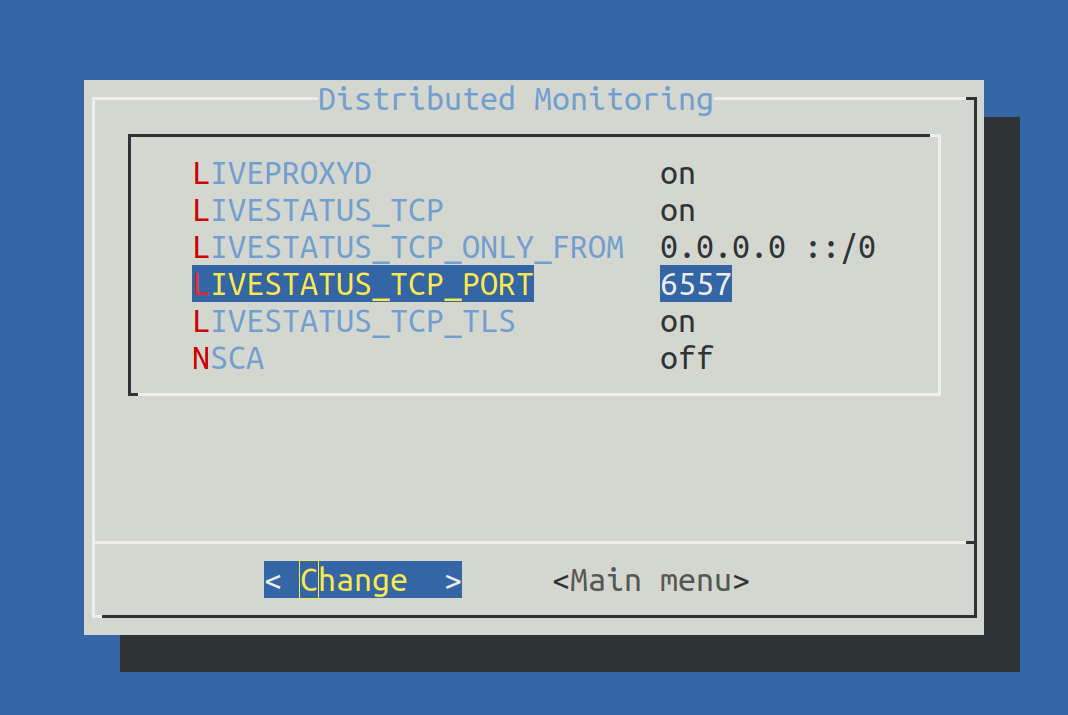 Distributed Monitoring
LIVEPROXYD on
LIVESTATUS_TCP on
LIVESTATUS_TCP_ONLY_FROM 0.0.0.0 ::/0
LIVESTATUS_TCP_PORT 6557
LIVESTATUS_TCP_TLS on
NSCA off
< Change > <Main menu>